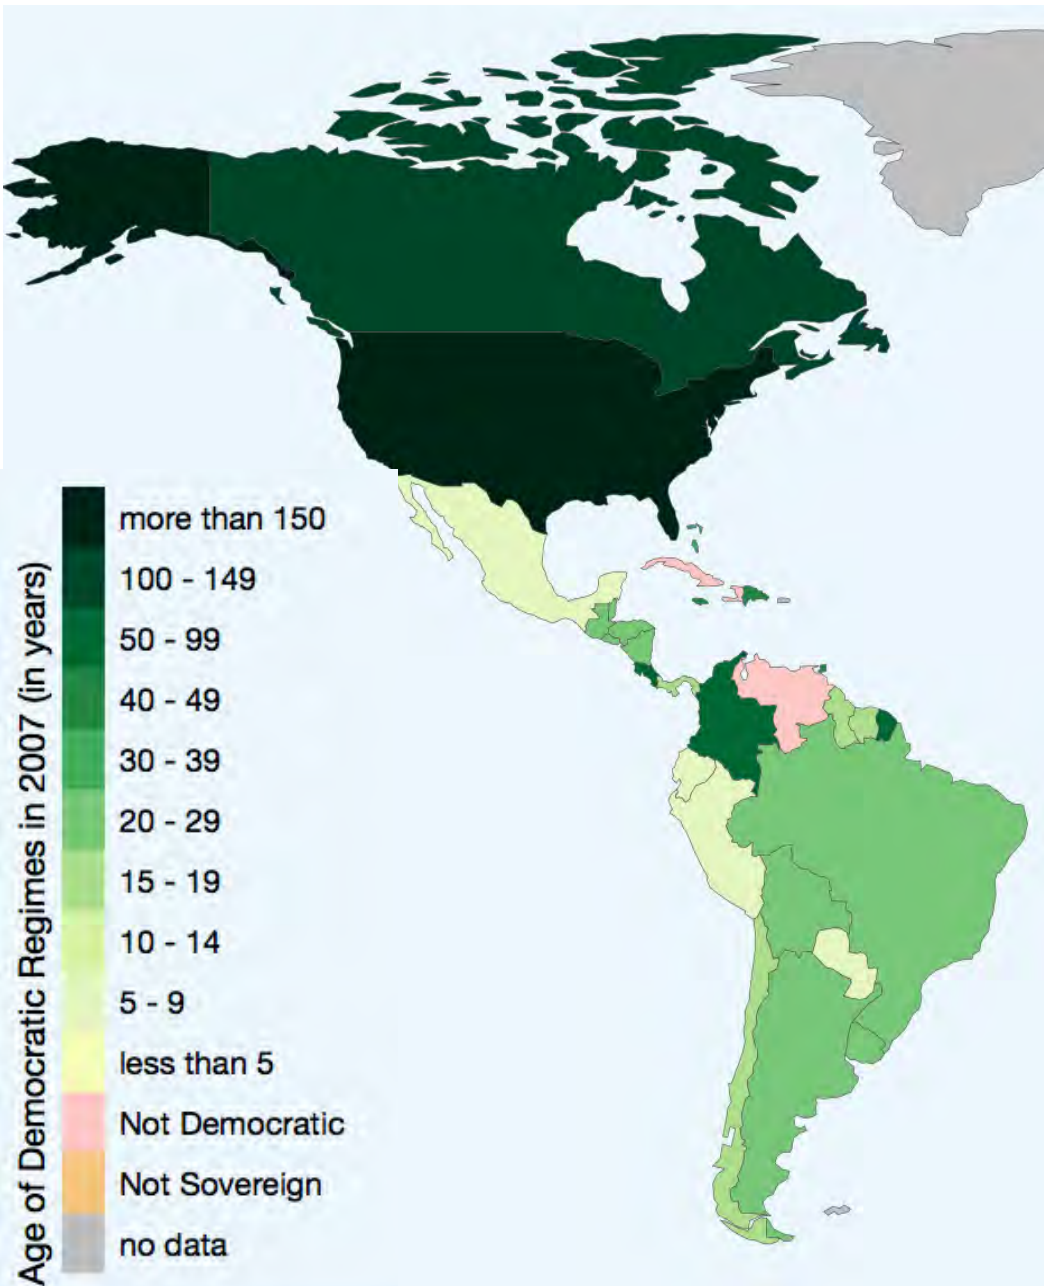 Age of Democratic Regimes in 2007 (in years)
more than 150
100 - 149
50 - 99
40 - 49
30 - 39
20 - 29
15 - 19
10 - 14
5 - 9
less than 5
Not Democratic
Not Sovereign
no data